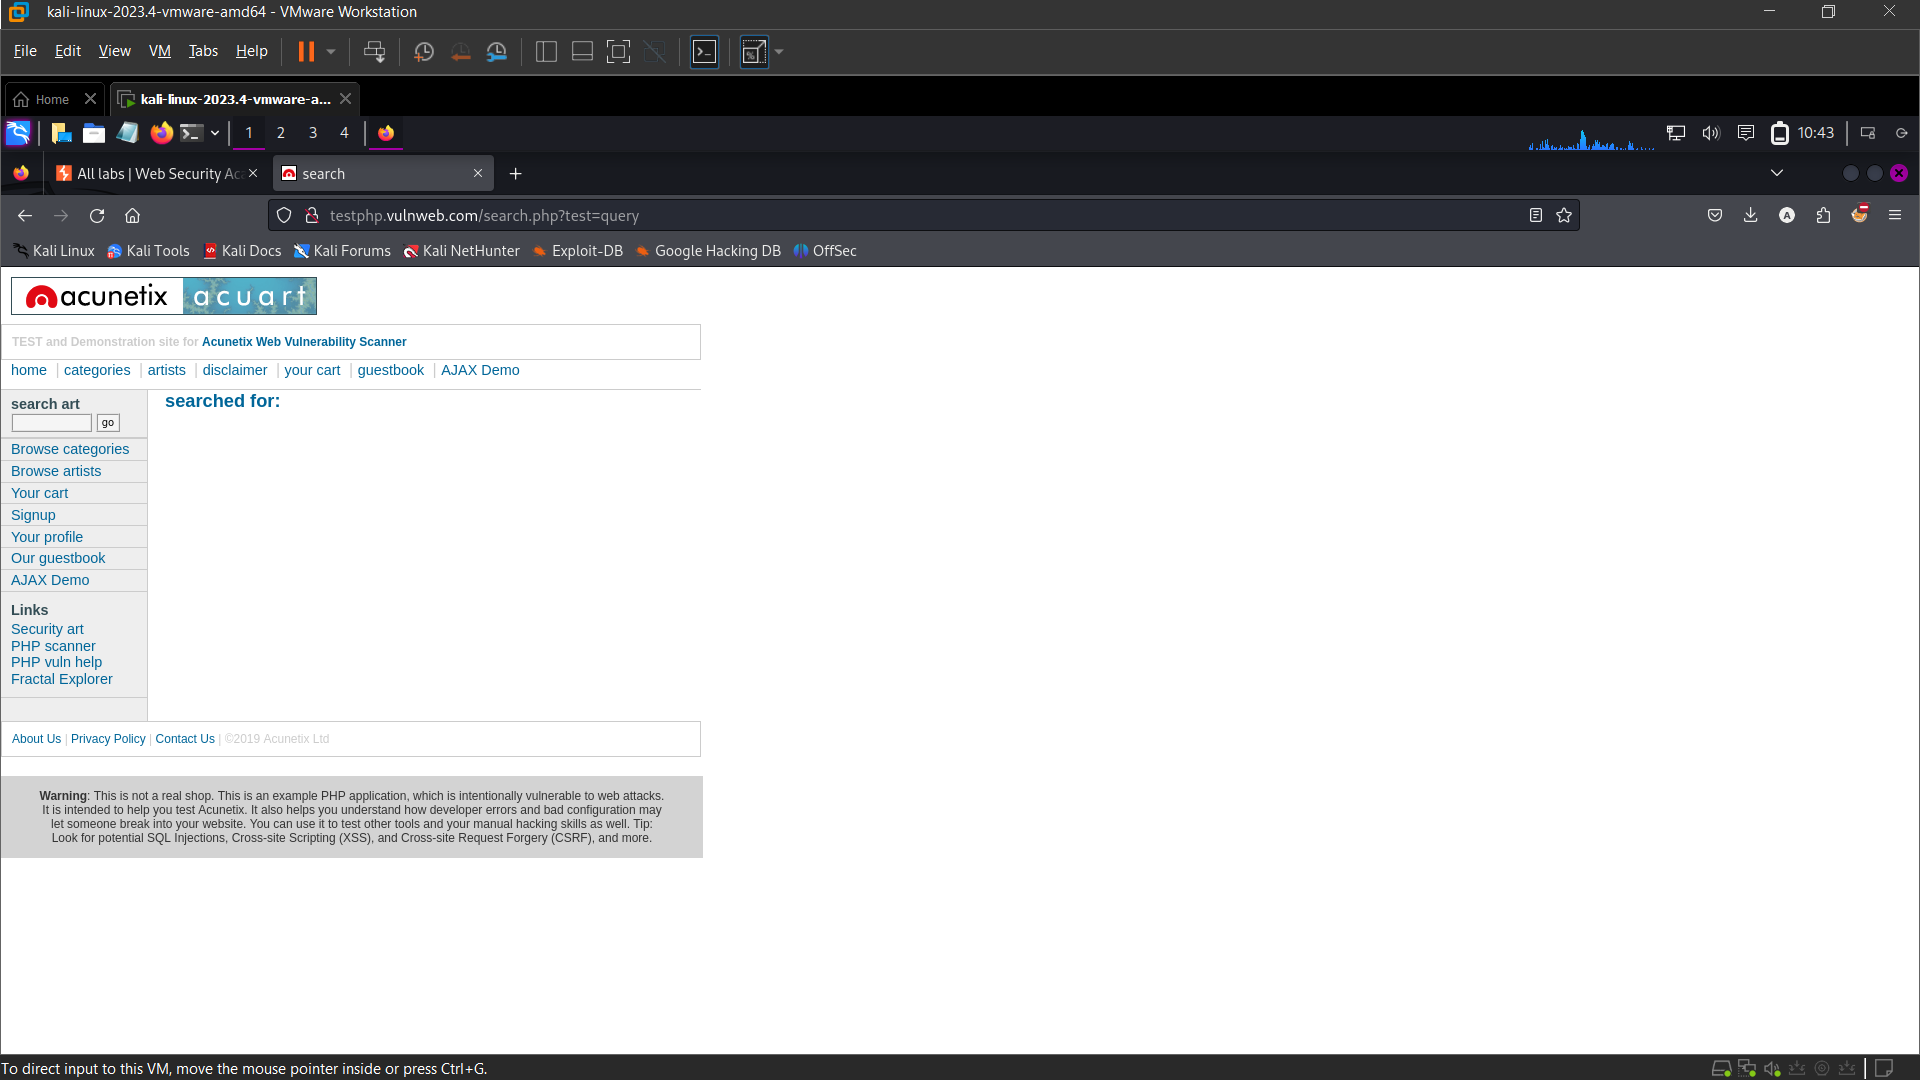 kali-linux-2023.4-vmware-amd64 - VMware Workstation
File Edit View VM Tabs Help
Home kali-linux-2023.4-vmware-a...
1 2 3 4 10:43
All labs | Web Security Aca search
testphp.vulnweb.com/search.php?test=query
Kali Linux Kali Tools Kali Docs Kali Forums Kali NetHunter Exploit-DB Google Hacking DB OffSec
acunetix acuart
TEST and Demonstration site for Acunetix Web Vulnerability Scanner
home | categories | artists | disclaimer | your cart | guestbook | AJAX Demo
search art
go
Browse categories
Browse artists
Your cart
Signup
Your profile
Our guestbook
AJAX Demo
Links
Security art
PHP scanner
PHP vuln help
Fractal Explorer
searched for:
About Us | Privacy Policy | Contact Us | ©2019 Acunetix Ltd
Warning: This is not a real shop. This is an example PHP application, which is intentionally vulnerable to web attacks.
It is intended to help you test Acunetix. It also helps you understand how developer errors and bad configuration may
let someone break into your website. You can use it to test other tools and your manual hacking skills as well. Tip:
Look for potential SQL Injections, Cross-site Scripting (XSS), and Cross-site Request Forgery (CSRF), and more.
To direct input to this VM, move the mouse pointer inside or press Ctrl+G.